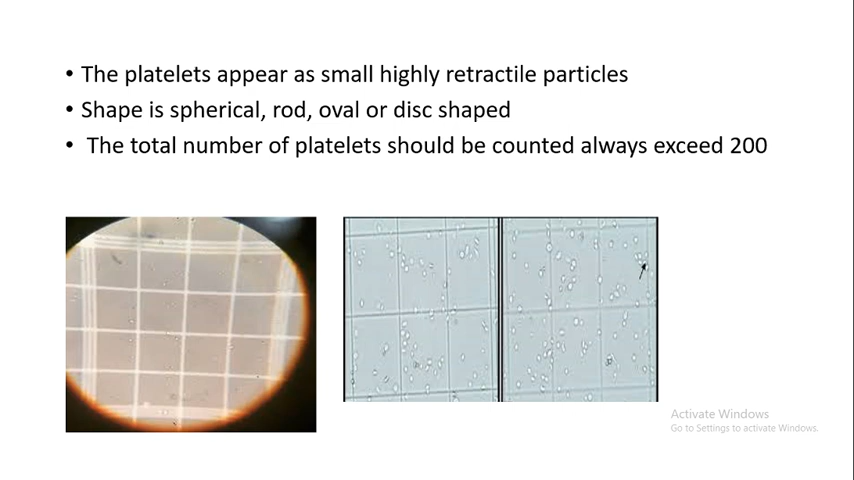 • The platelets appear as small highly retractile particles
• Shape is spherical, rod, oval or disc shaped
• The total number of platelets should be counted always exceed 200
Activate Windows
Go to Settings to activate Windows.